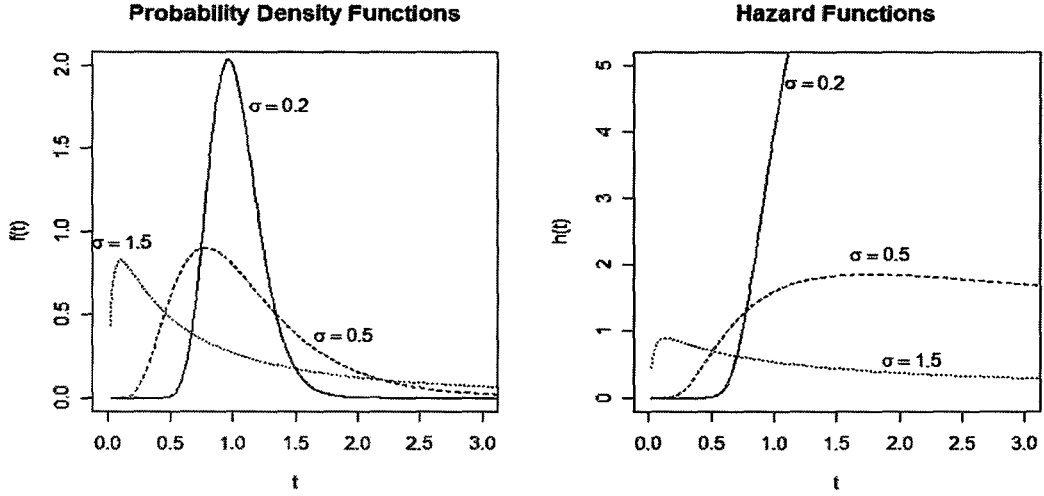 Probability Density Functions
f(t)
2.0
1.5
1.0
0.5
0.0
σ = 0.2
σ = 1.5
σ = 0.5
0.0 0.5 1.0 1.5 2.0 2.5 3.0
t
Hazard Functions
h(t)
5
4
3
2
1
0
σ = 0.2
σ = 0.5
σ = 1.5
0.0 0.5 1.0 1.5 2.0 2.5 3.0
t